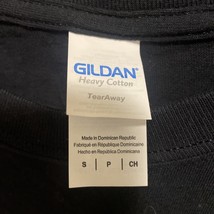 GILDAN®
Heavy Cotton
TearAway
Made in Dominican Republic
Fabriqué en République Dominicaine
Hecho en República Dominicana
S | P | CH